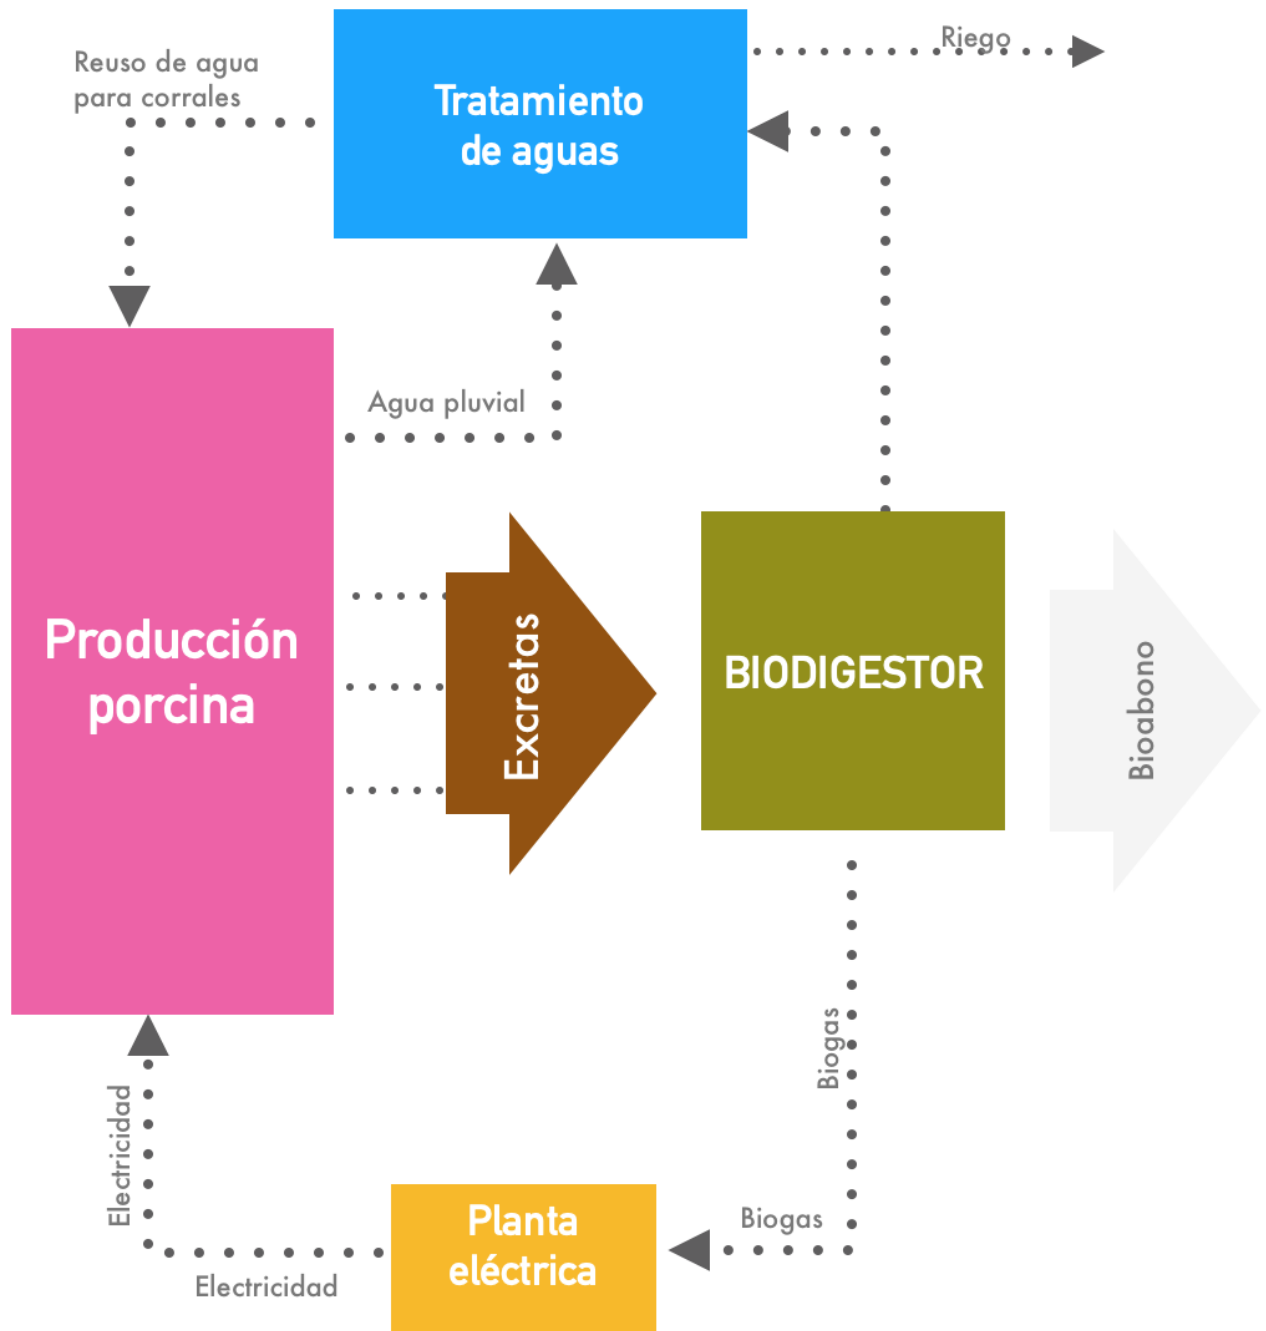 Riego
Reuso de agua
para corrales
Tratamiento
de aguas
Agua pluvial
Producción
porcina
Excretas
BIODIGESTOR
Bioabono
Biogas
Electricidad
Planta
eléctrica
Biogas
Electricidad